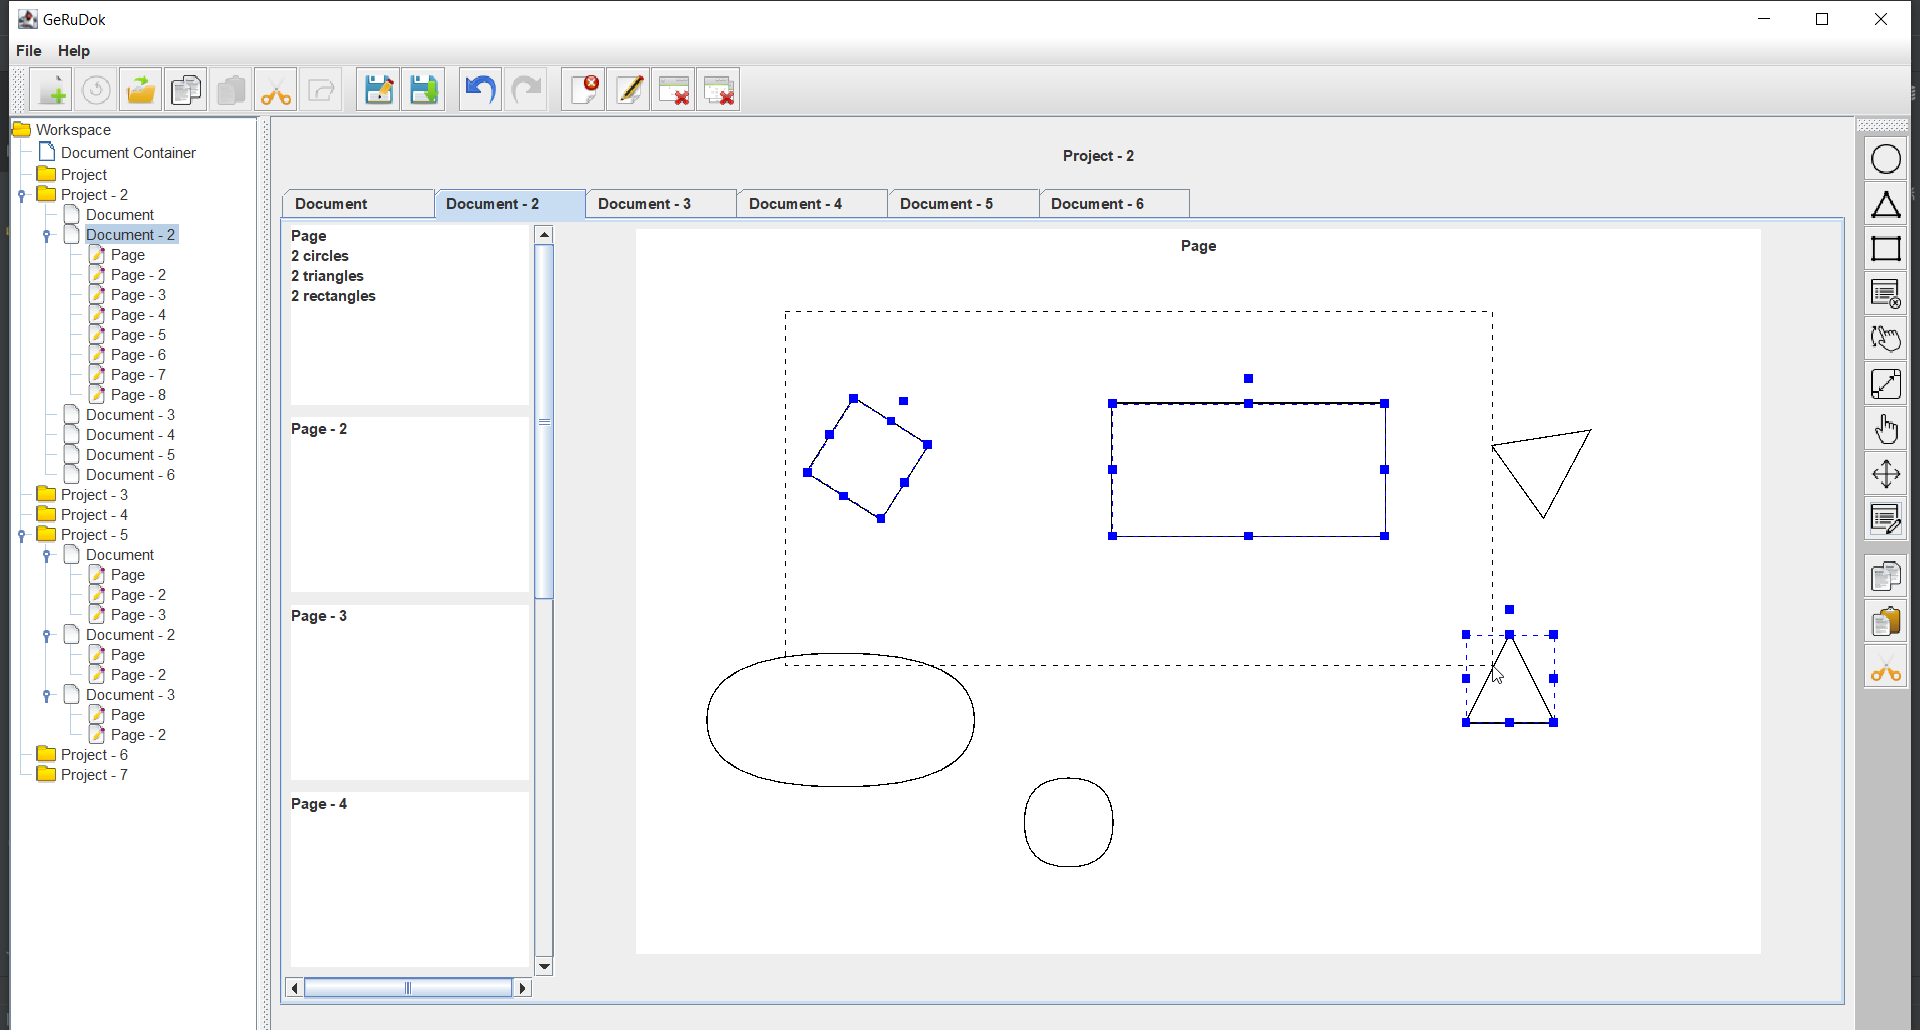 GeRuDok
File Help
Workspace
Document Container
Project
Project - 2
Document
Document - 2
Page
Page - 2
Page - 3
Page - 4
Page - 5
Page - 6
Page - 7
Page - 8
Document - 3
Document - 4
Document - 5
Document - 6
Project - 3
Project - 4
Project - 5
Document
Page
Page - 2
Page - 3
Document - 2
Page
Page - 2
Document - 3
Page
Page - 2
Project - 6
Project - 7
Project - 2
Document Document - 2 Document - 3 Document - 4 Document - 5 Document - 6
Page
2 circles
2 triangles
2 rectangles
Page - 2
Page - 3
Page - 4
Page